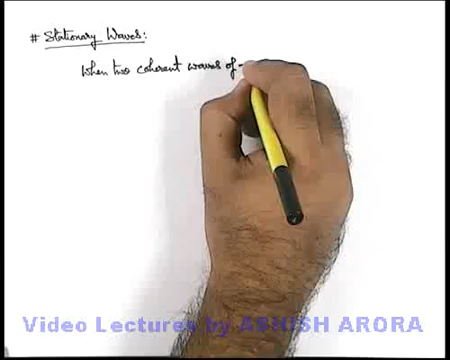 # Stationary Waves:
When two coherent waves of
Video Lectures by ASHISH ARORA